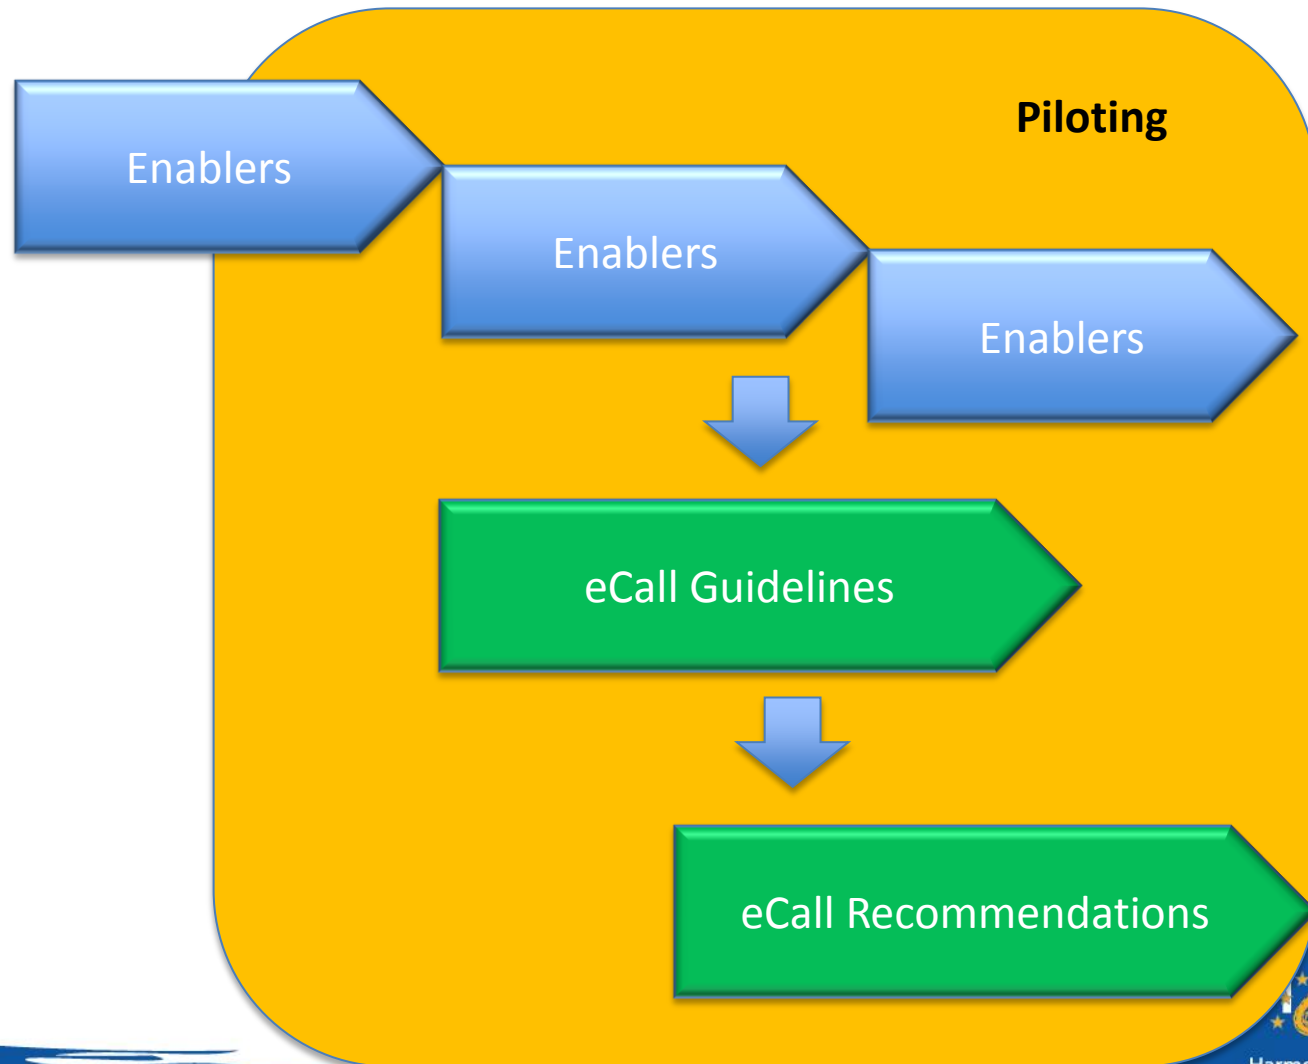 Piloting
Enablers
Enablers
Enablers
eCall Guidelines
eCall Recommendations